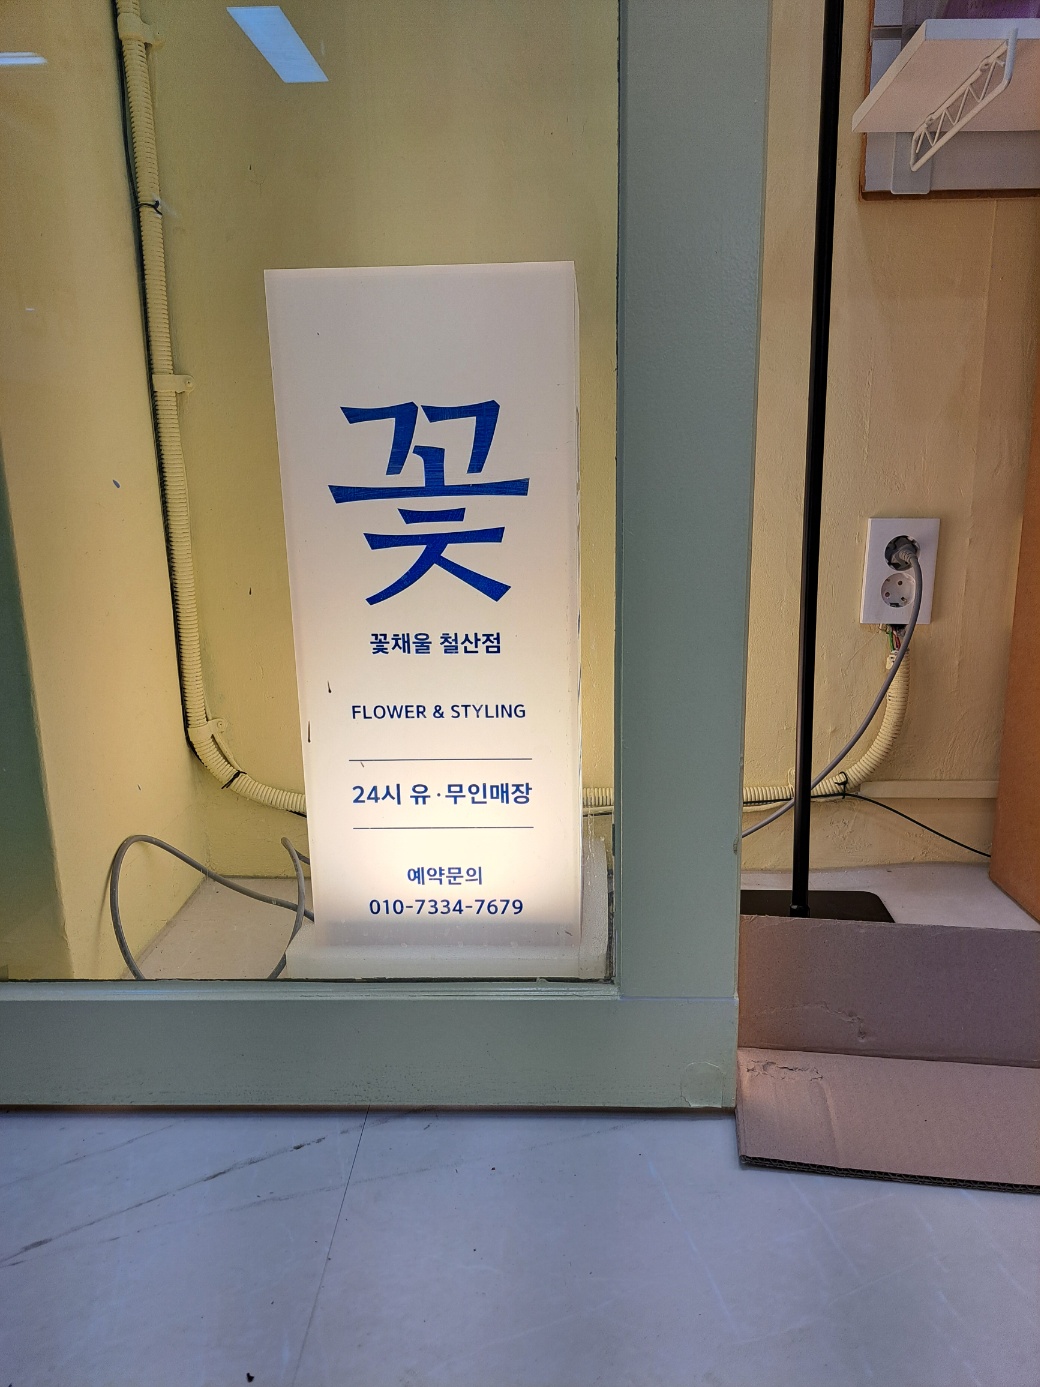 꽃
꽃채울 철산점
FLOWER & STYLING
24시 유·무인매장
예약문의
010-7334-7679